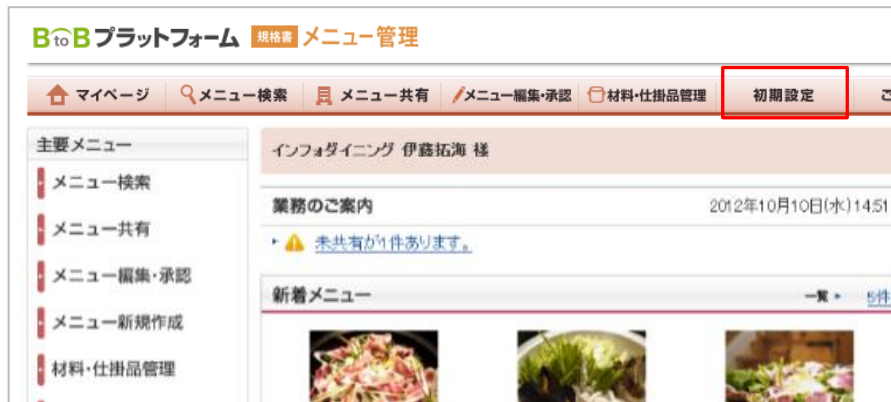 BtoBプラットフォーム 規格書 メニュー管理
マイページ メニュー検索 メニュー共有 メニュー編集・承認 材料・仕掛品管理 初期設定
主要メニュー
メニュー検索
メニュー共有
メニュー編集・承認
メニュー新規作成
材料・仕掛品管理
インフォダイニング 伊藤拓海 様
業務のご案内 2012年10月10日(水)14:51
未共有が1件あります。
新着メニュー 一覧 5件